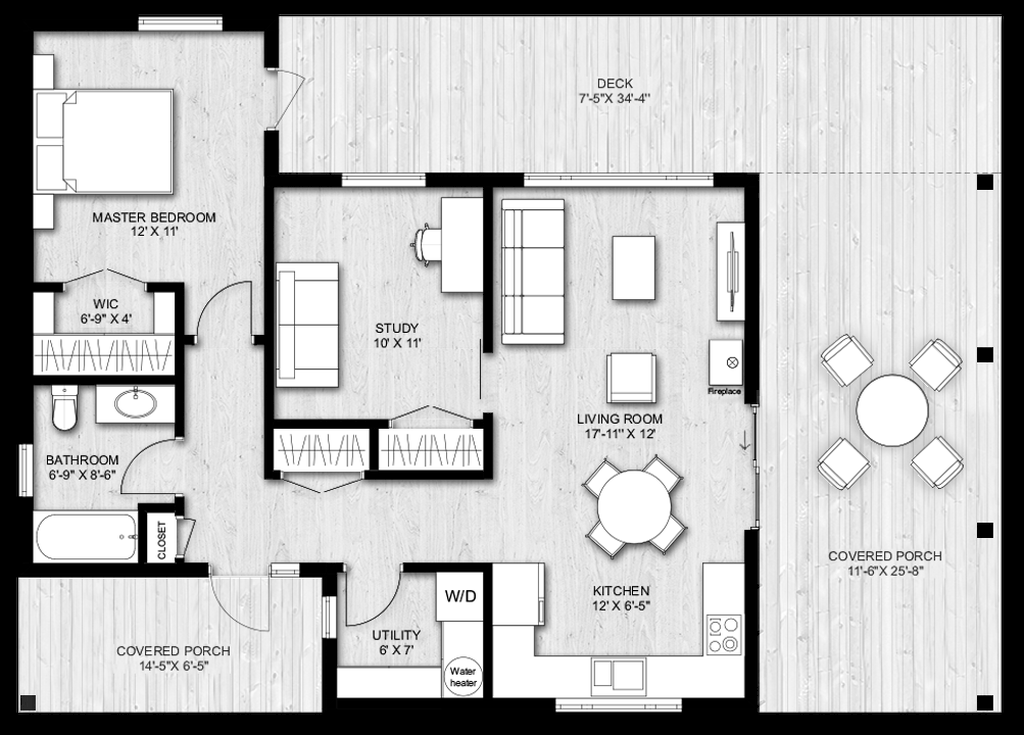 DECK
7'-5"X 34'-4"
MASTER BEDROOM
12' X 11'
WIC
6'-9" X 4'
STUDY
10' X 11'
Fireplace
LIVING ROOM
17'-11" X 12'
BATHROOM
6'-9" X 8'-6"
CLOSET
COVERED PORCH
11'-6"X 25'-8"
KITCHEN
12' X 6'-5"
W/D
UTILITY
6' X 7'
COVERED PORCH
14'-5"X 6'-5"
Water
heater